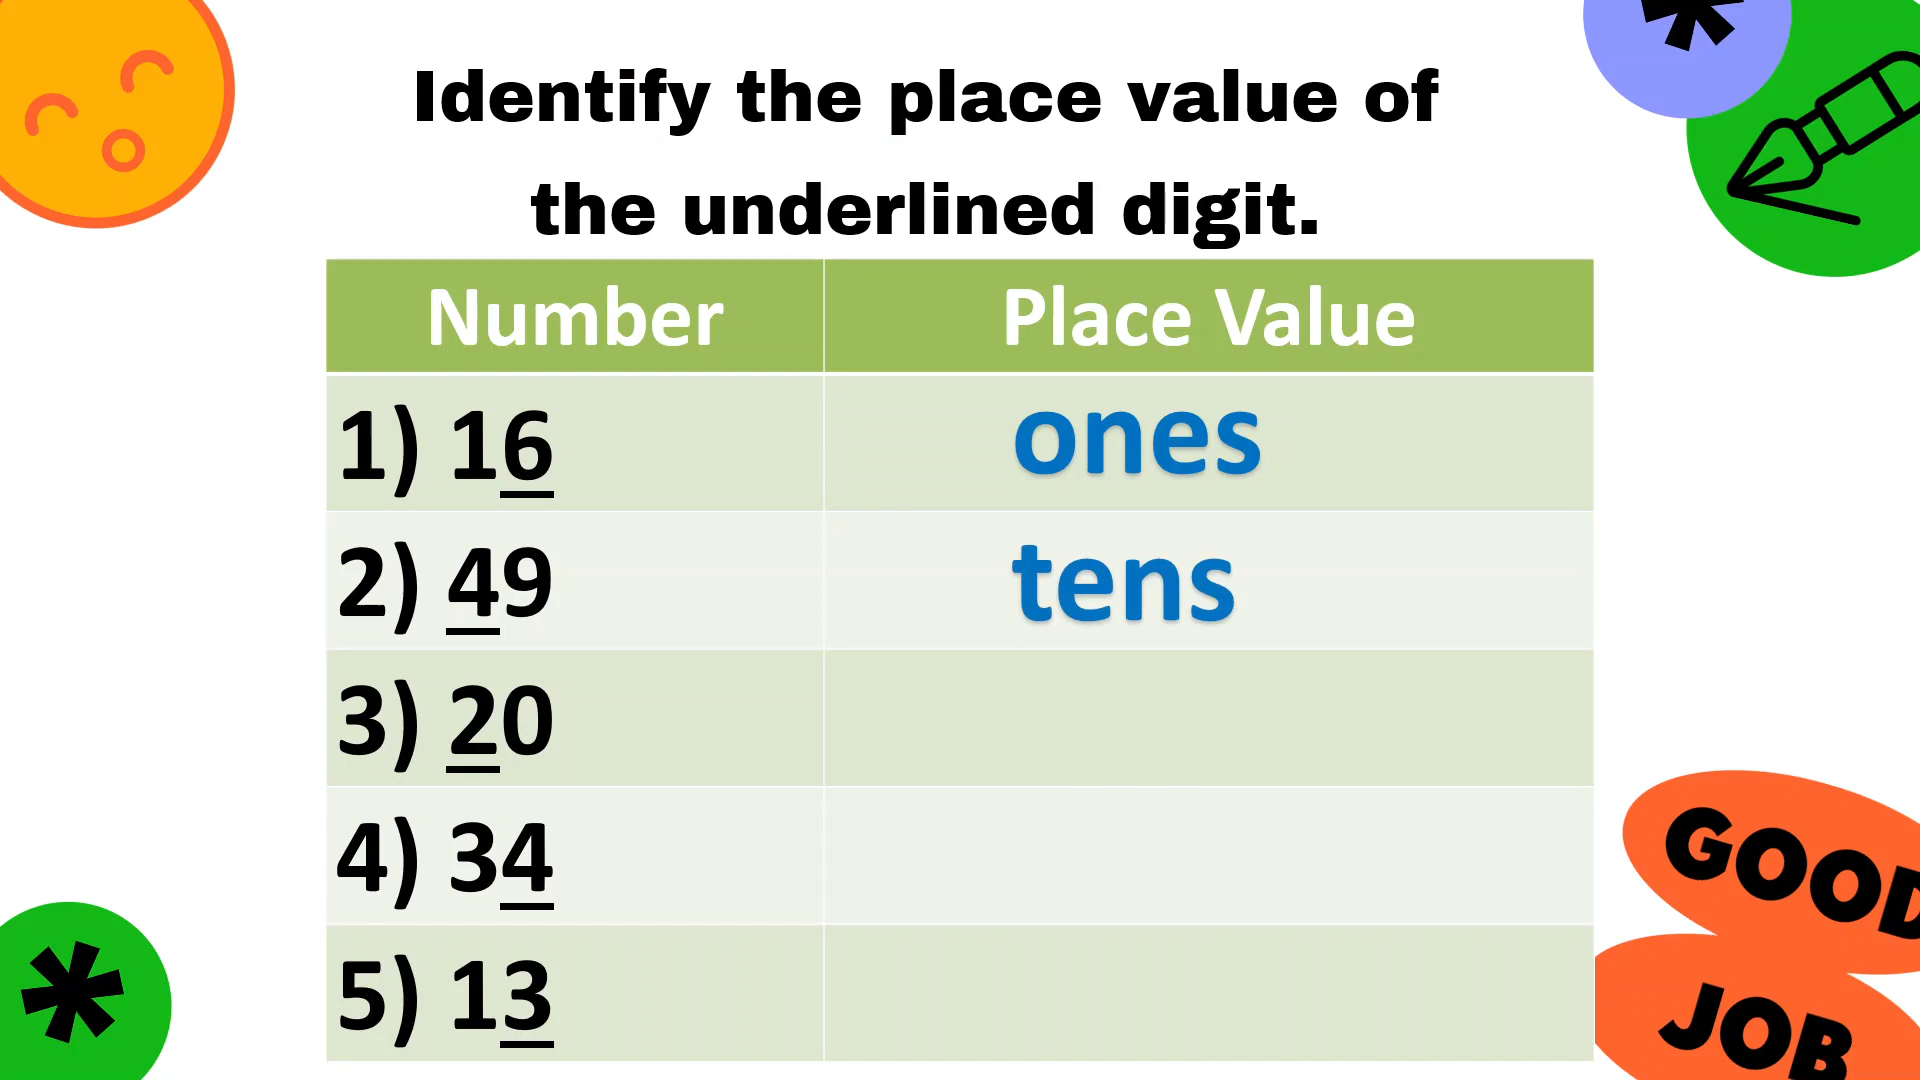 Identify the place value of
the underlined digit.
Number Place Value
1) 16 ones
2) 49 tens
3) 20
4) 34
5) 13
GOOD
JOB